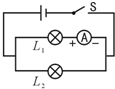 S
L₁ + A −
L₂